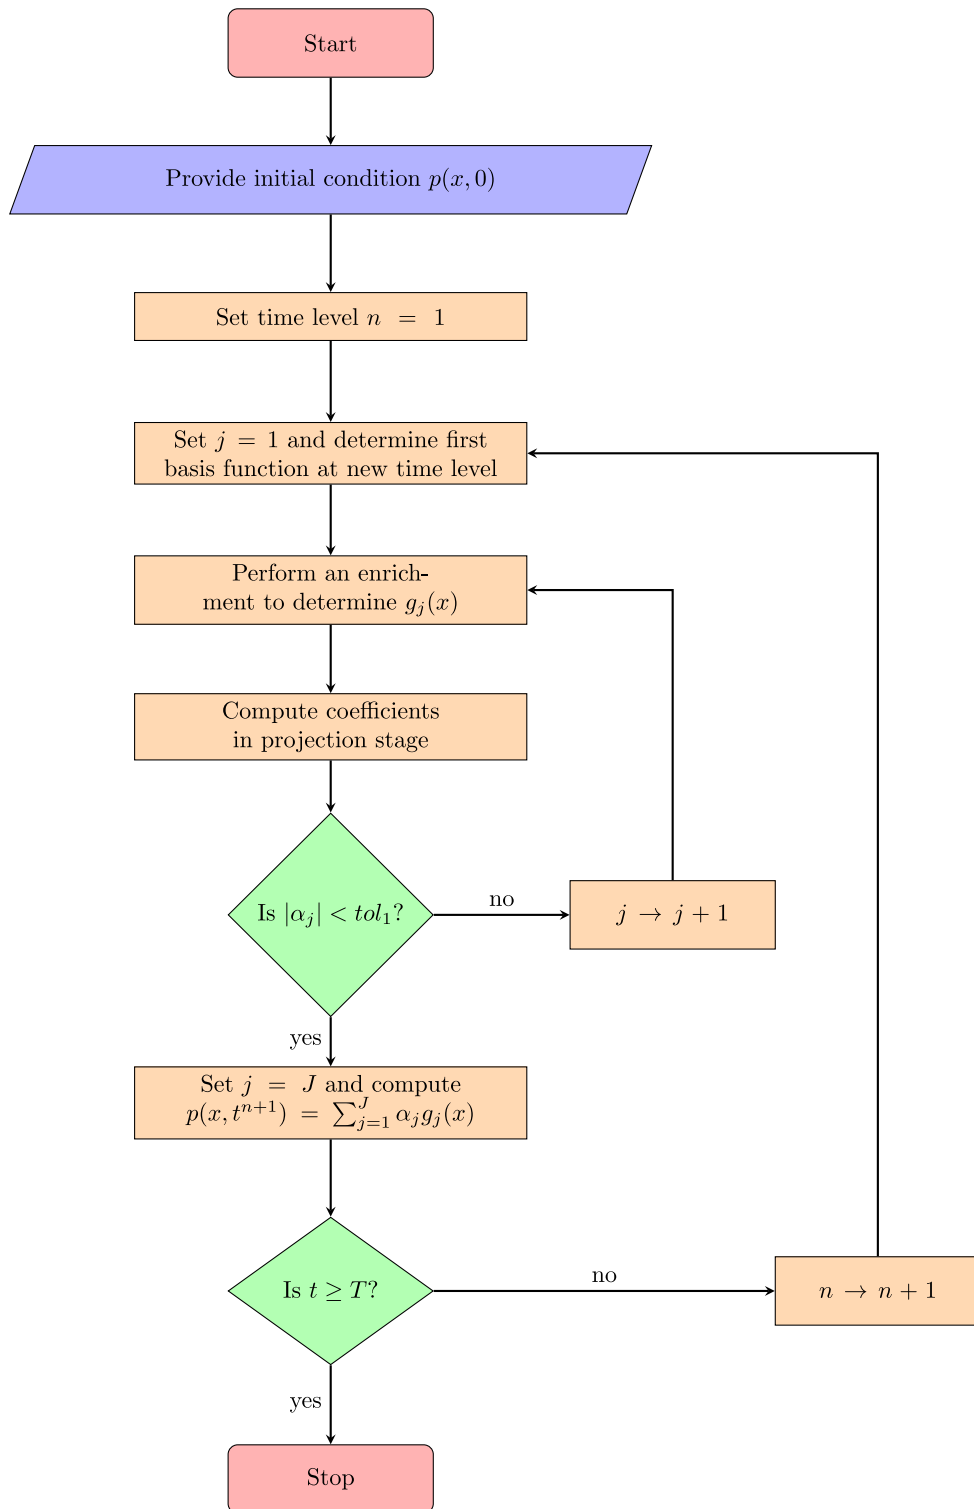 Start
Provide initial condition p(x, 0)
Set time level n = 1
Set j = 1 and determine first
basis function at new time level
Perform an enrich-
ment to determine g_j(x)
Compute coefficients
in projection stage
Is |α_j| < tol_1?
no
j → j + 1
yes
Set j = J and compute
p(x, t^{n+1}) = ∑_{j=1}^{J} α_j g_j(x)
Is t ≥ T?
no
n → n + 1
yes
Stop